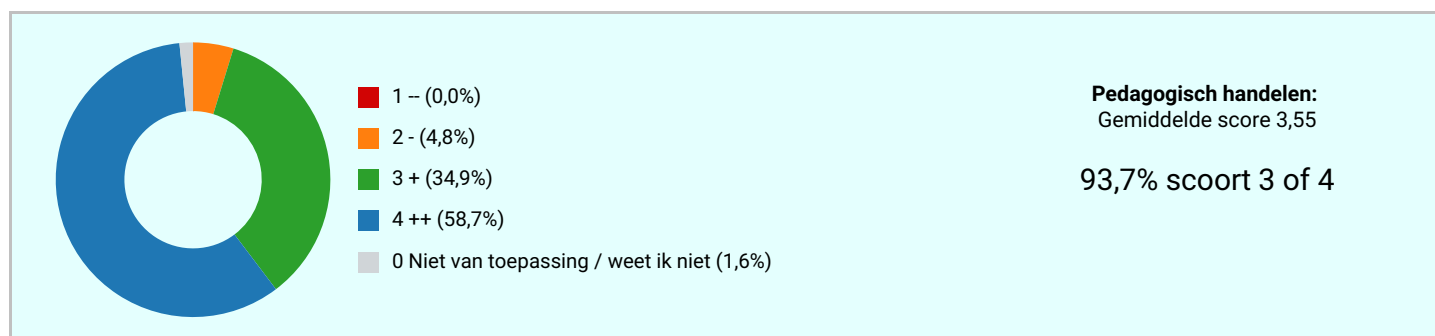 1 -- (0,0%)
2 - (4,8%)
3 + (34,9%)
4 ++ (58,7%)
0 Niet van toepassing / weet ik niet (1,6%)
Pedagogisch handelen:
Gemiddelde score 3,55
93,7% scoort 3 of 4